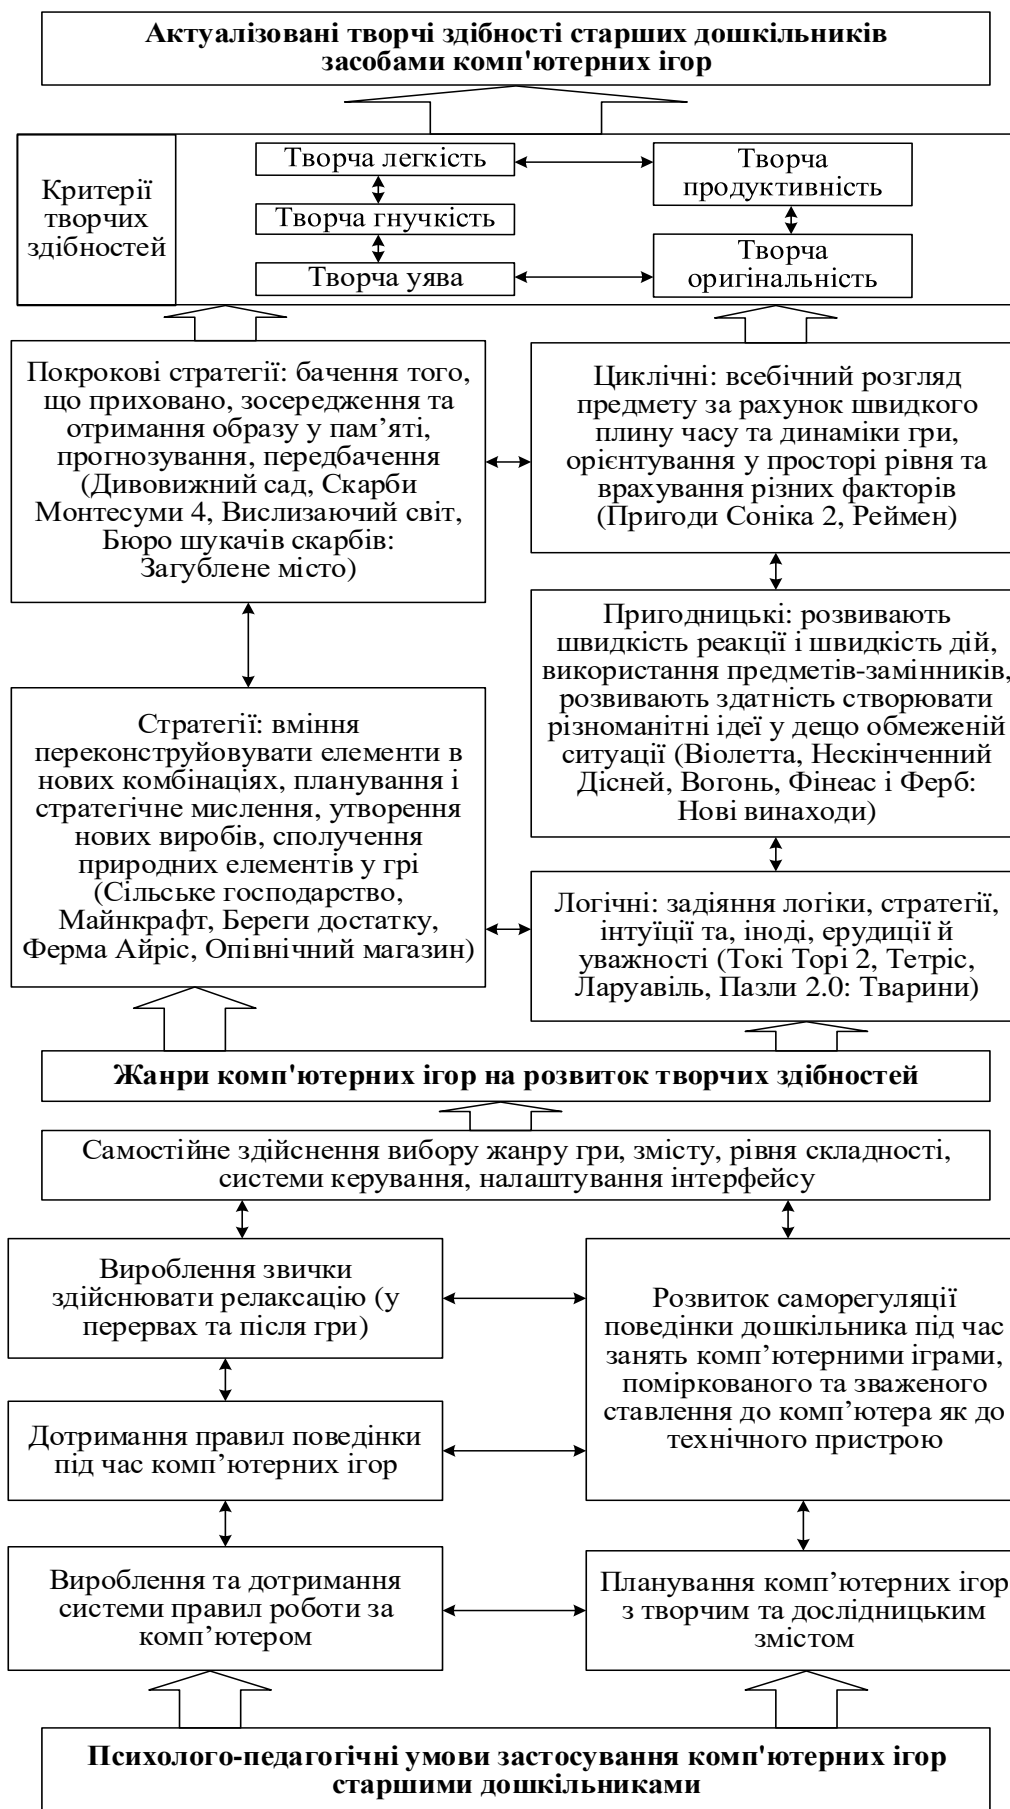 Актуалізовані творчі здібності старших дошкільників
засобами комп'ютерних ігор
Критерії
творчих
здібностей
Творча легкість
Творча гнучкість
Творча уява
Творча
продуктивність
Творча
оригінальність
Покрокові стратегії: бачення того,
що приховано, зосередження та
отримання образу у пам’яті,
прогнозування, передбачення
(Дивовижний сад, Скарби
Монтесуми 4, Вислизаючий світ,
Бюро шукачів скарбів:
Загублене місто)
Циклічні: всебічний розгляд
предмету за рахунок швидкого
плину часу та динаміки гри,
орієнтування у просторі рівня та
врахування різних факторів
(Пригоди Соніка 2, Реймен)
Пригодницькі: розвивають
швидкість реакції і швидкість дій,
використання предметів-замінників,
розвивають здатність створювати
різноманітні ідеї у дещо обмеженій
ситуації (Віолетта, Нескінченний
Дісней, Вогонь, Фінеас і Ферб:
Нові винаходи)
Стратегії: вміння
переконструйовувати елементи в
нових комбінаціях, планування і
стратегічне мислення, утворення
нових виробів, сполучення
природних елементів у грі
(Сільське господарство,
Майнкрафт, Береги достатку,
Ферма Айріс, Опівнічний магазин)
Логічні: задіяння логіки, стратегії,
інтуїції та, іноді, ерудиції й
уважності (Токі Торі 2, Тетріс,
Ларуавіль, Пазли 2.0: Тварини)
Жанри комп'ютерних ігор на розвиток творчих здібностей
Самостійне здійснення вибору жанру гри, змісту, рівня складності,
системи керування, налаштування інтерфейсу
Вироблення звички
здійснювати релаксацію (у
перервах та після гри)
Розвиток саморегуляції
поведінки дошкільника під час
занять комп’ютерними іграми,
поміркованого та зваженого
ставлення до комп’ютера як до
технічного пристрою
Дотримання правил поведінки
під час комп’ютерних ігор
Вироблення та дотримання
системи правил роботи за
комп’ютером
Планування комп’ютерних ігор
з творчим та дослідницьким
змістом
Психолого-педагогічні умови застосування комп'ютерних ігор
старшими дошкільниками